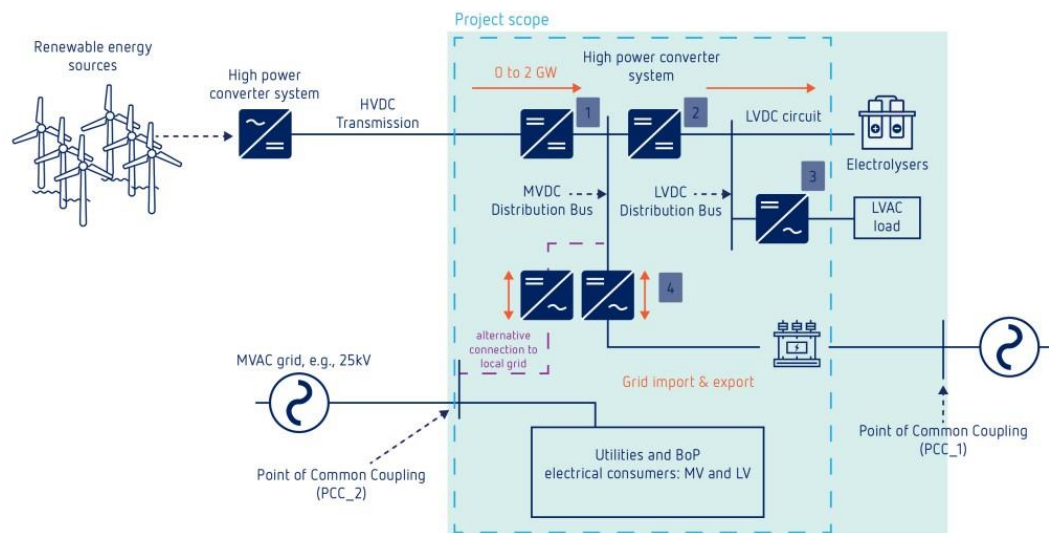 Project scope
Renewable energy
sources
High power
converter system
HVDC
Transmission
0 to 2 GW
High power converter
system
1
2
LVDC circuit
Electrolysers
3
MVDC
Distribution Bus
LVDC
Distribution Bus
LVAC
load
4
alternative
connection to
local grid
MVAC grid, e.g., 25kV
Grid import & export
Point of Common Coupling
(PCC_1)
Point of Common Coupling
(PCC_2)
Utilities and BoP
electrical consumers: MV and LV